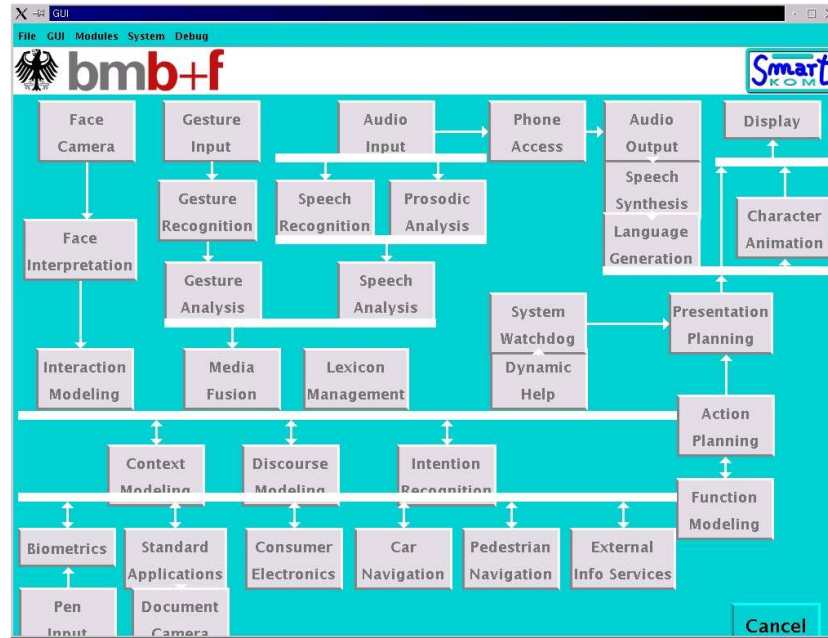 GUI
File GUI Modules System Debug
bmb+f
Smart
KOM
Face
Camera
Gesture
Input
Audio
Input
Phone
Access
Audio
Output
Display
Gesture
Recognition
Speech
Recognition
Prosodic
Analysis
Speech
Synthesis
Face
Interpretation
Language
Generation
Character
Animation
Gesture
Analysis
Speech
Analysis
System
Watchdog
Presentation
Planning
Interaction
Modeling
Media
Fusion
Lexicon
Management
Dynamic
Help
Action
Planning
Context
Modeling
Discourse
Modeling
Intention
Recognition
Function
Modeling
Biometrics
Standard
Applications
Consumer
Electronics
Car
Navigation
Pedestrian
Navigation
External
Info Services
Pen
Input
Document
Camera
Cancel